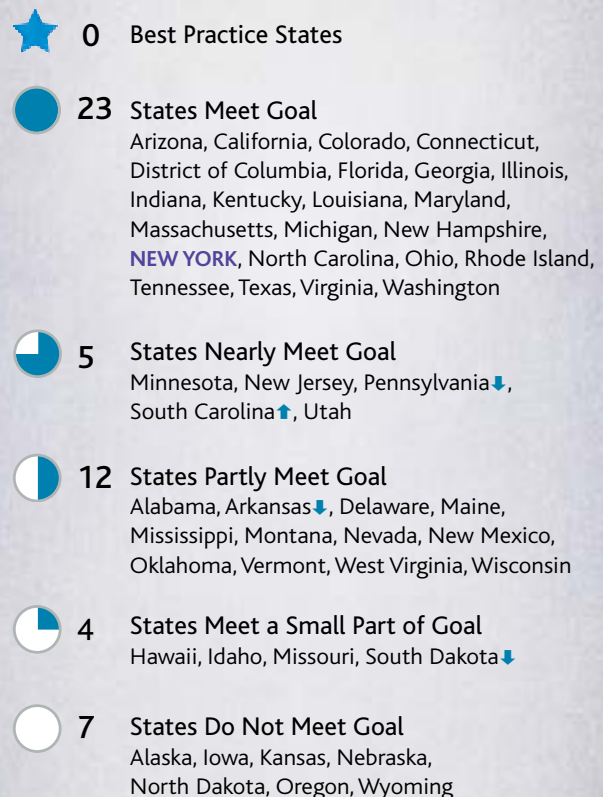 0 Best Practice States
23 States Meet Goal
Arizona, California, Colorado, Connecticut,
District of Columbia, Florida, Georgia, Illinois,
Indiana, Kentucky, Louisiana, Maryland,
Massachusetts, Michigan, New Hampshire,
NEW YORK, North Carolina, Ohio, Rhode Island,
Tennessee, Texas, Virginia, Washington
5 States Nearly Meet Goal
Minnesota, New Jersey, Pennsylvania⬇,
South Carolina⬆, Utah
12 States Partly Meet Goal
Alabama, Arkansas⬇, Delaware, Maine,
Mississippi, Montana, Nevada, New Mexico,
Oklahoma, Vermont, West Virginia, Wisconsin
4 States Meet a Small Part of Goal
Hawaii, Idaho, Missouri, South Dakota⬇
7 States Do Not Meet Goal
Alaska, Iowa, Kansas, Nebraska,
North Dakota, Oregon, Wyoming